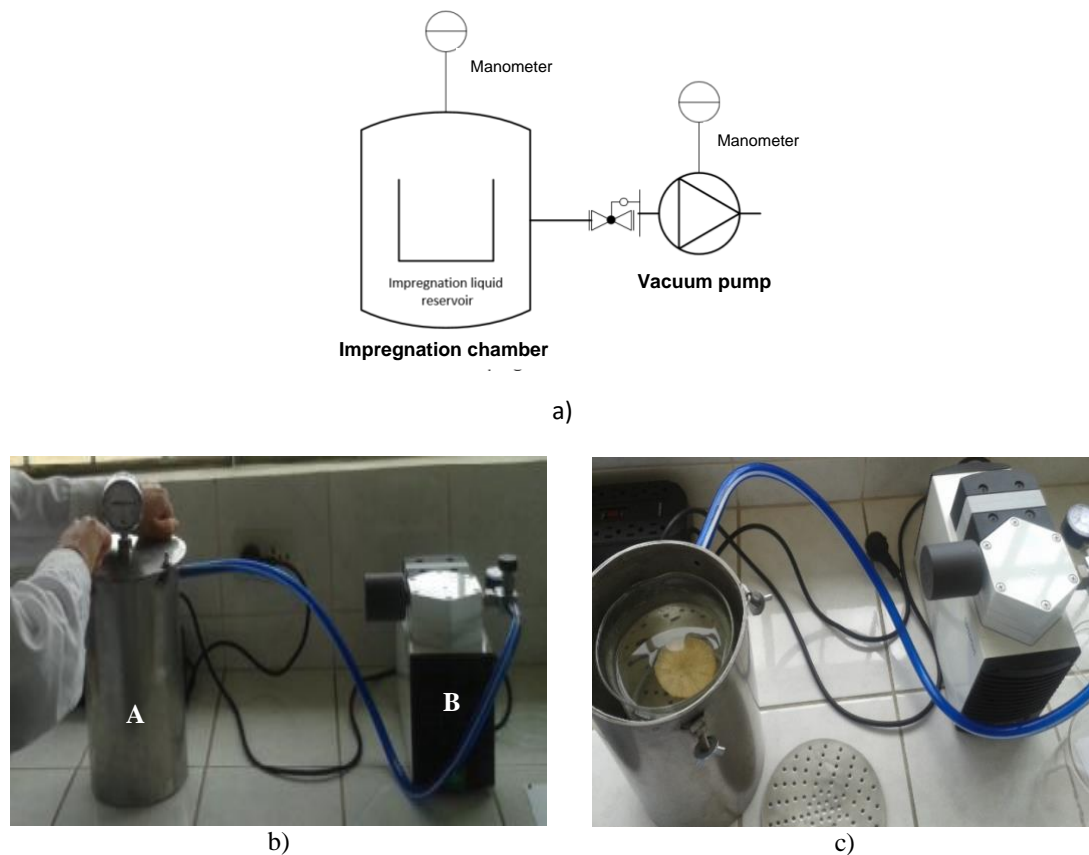 Manometer
Manometer
Impregnation liquid
reservoir
Vacuum pump
Impregnation chamber
a)
A
B
b)
c)